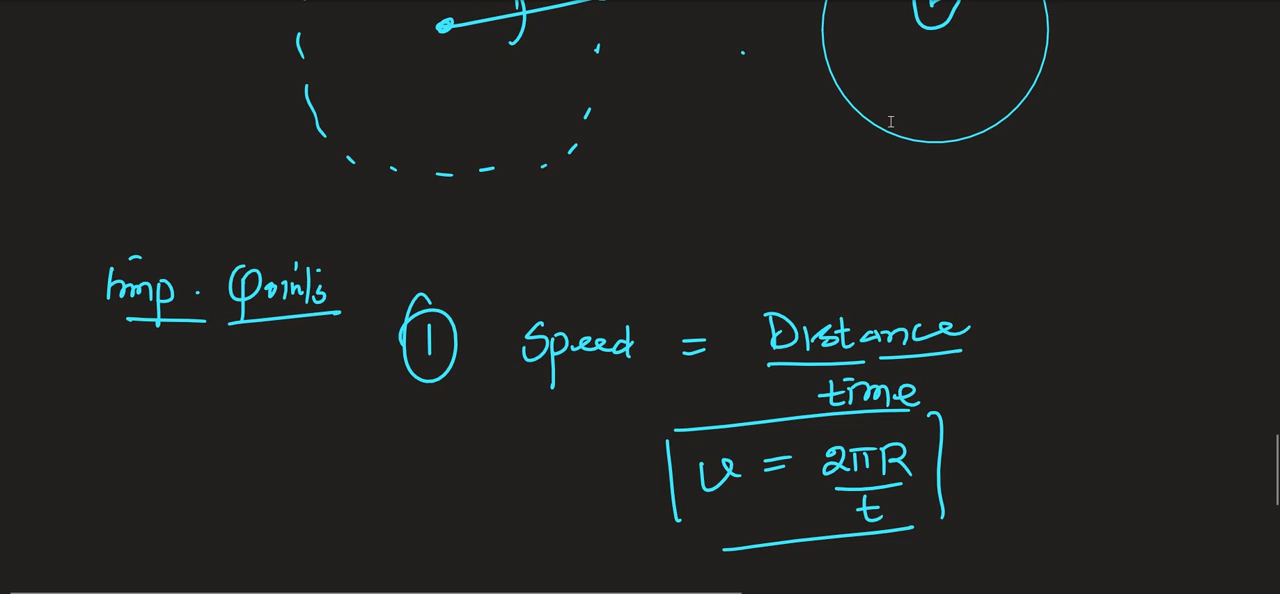 Imp. Points
① Speed = Distance
time
v = 2πR
t